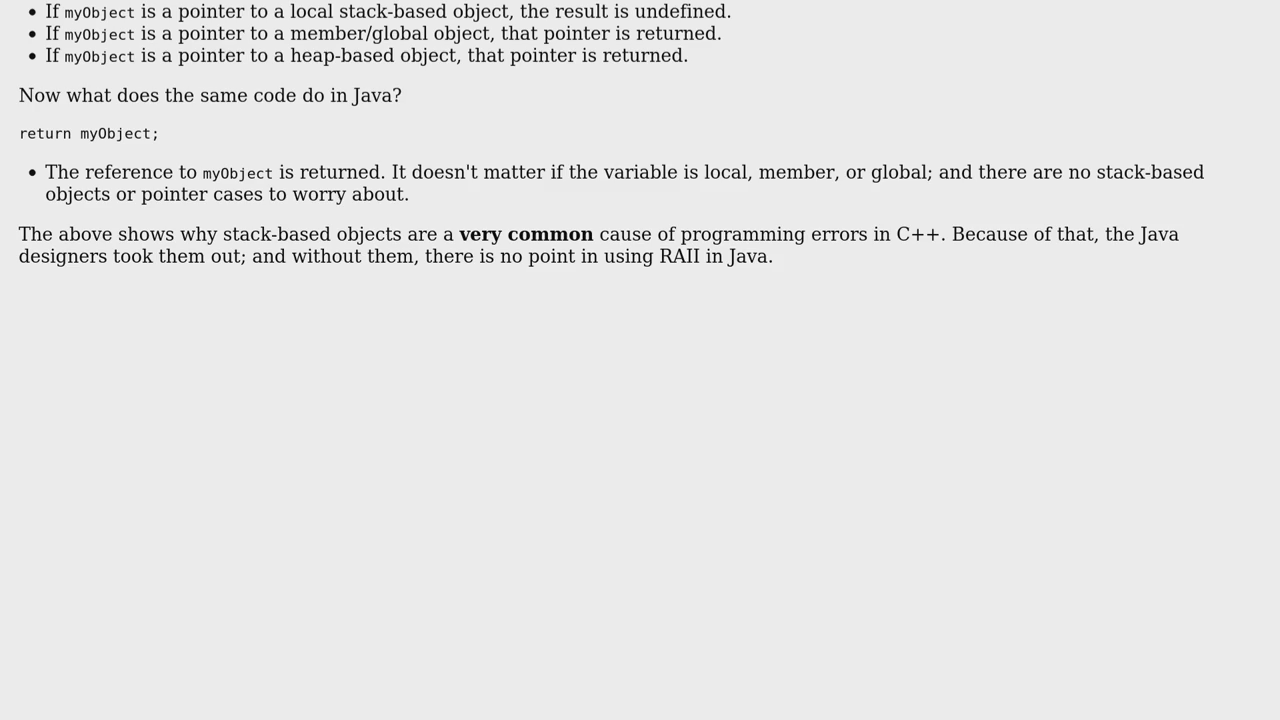 • If myObject is a pointer to a local stack-based object, the result is undefined.
• If myObject is a pointer to a member/global object, that pointer is returned.
• If myObject is a pointer to a heap-based object, that pointer is returned.
Now what does the same code do in Java?
return myObject;
• The reference to myObject is returned. It doesn't matter if the variable is local, member, or global; and there are no stack-based
objects or pointer cases to worry about.
The above shows why stack-based objects are a very common cause of programming errors in C++. Because of that, the Java
designers took them out; and without them, there is no point in using RAII in Java.